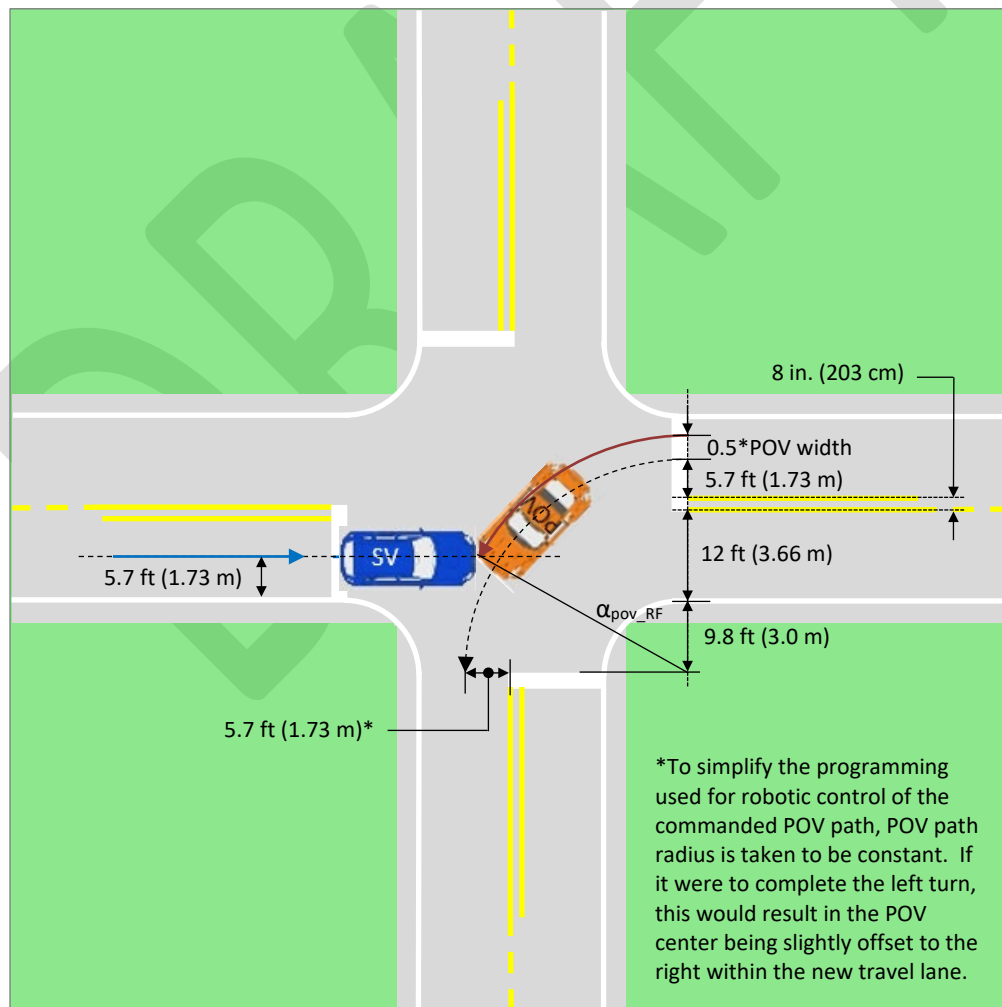 DRAFT
8 in. (203 cm)
0.5*POV width
5.7 ft (1.73 m)
POV
SV
12 ft (3.66 m)
5.7 ft (1.73 m)
αpov_RF
9.8 ft (3.0 m)
5.7 ft (1.73 m)*
*To simplify the programming
used for robotic control of the
commanded POV path, POV path
radius is taken to be constant.  If
it were to complete the left turn,
this would result in the POV
center being slightly offset to the
right within the new travel lane.